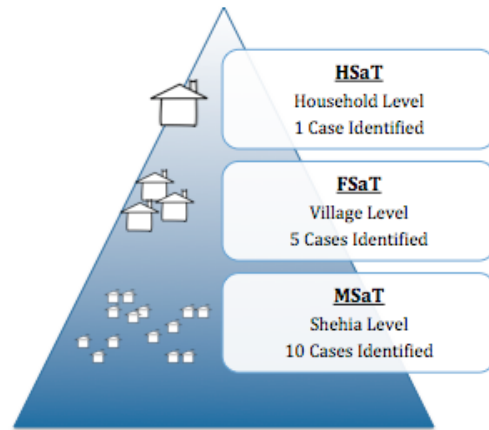 HSaT
Household Level
1 Case Identified
FSaT
Village Level
5 Cases Identified
MSaT
Shehia Level
10 Cases Identified